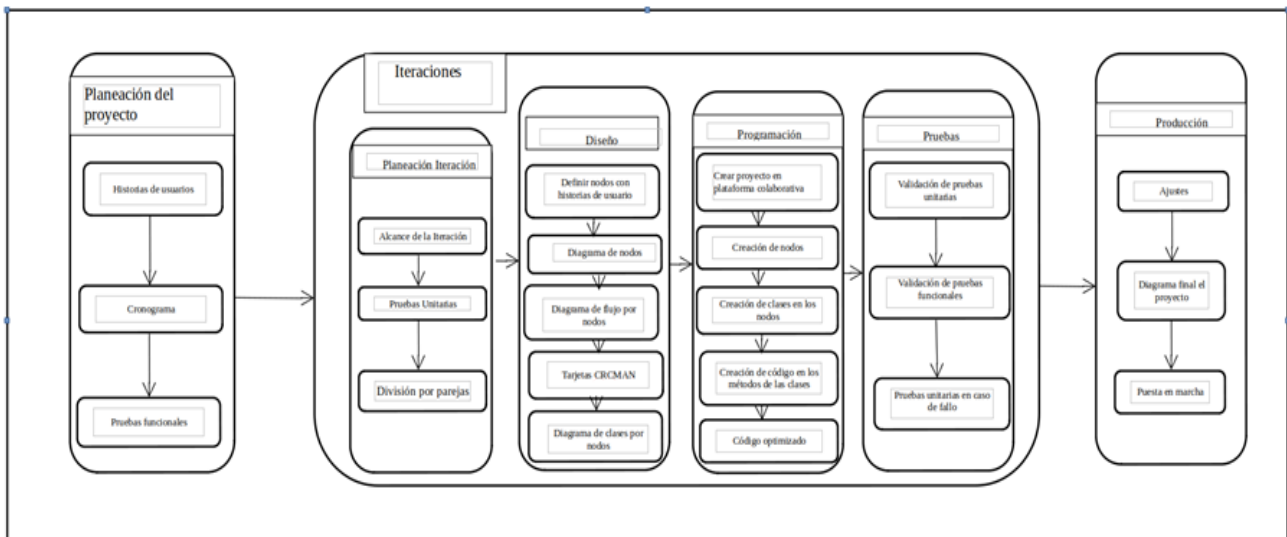 Planeación del
proyecto
Historias de usuarios
Cronograma
Pruebas funcionales
Iteraciones
Planeación Iteración
Alcance de la Iteración
Pruebas Unitarias
División por parejas
Diseño
Definir nodos con
historias de usuario
Diagrama de nodos
Diagrama de flujo por
nodos
Tarjetas CRCMAN
Diagrama de clases por
nodos
Programación
Crear proyecto en
plataforma colaborativa
Creación de nodos
Creación de clases en los
nodos
Creación de código en los
métodos de las clases
Código optimizado
Pruebas
Validación de pruebas
unitarias
Validación de pruebas
funcionales
Pruebas unitarias en caso
de fallo
Producción
Ajustes
Diagrama final el
proyecto
Puesta en marcha